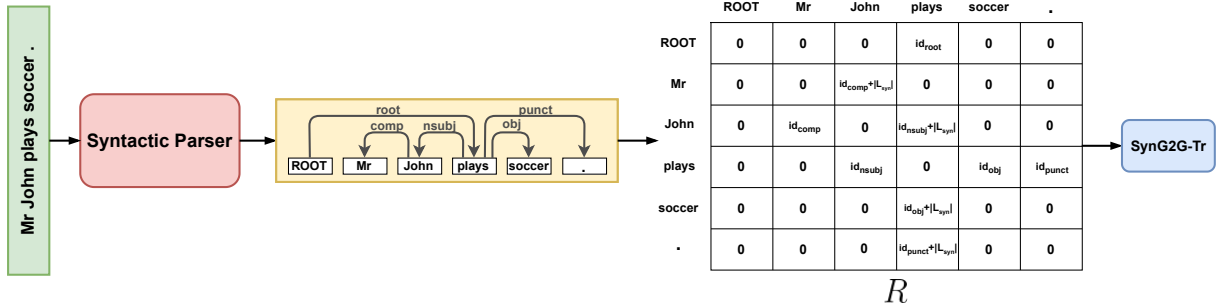 Mr John plays soccer .
Syntactic Parser
root punct
comp nsubj obj
ROOT Mr John plays soccer .
ROOT Mr John plays soccer .
ROOT 0 0 0 id_root 0 0
Mr 0 0 id_comp+|L_syn| 0 0 0
John 0 id_comp 0 id_nsubj+|L_syn| 0 0
plays 0 0 id_nsubj 0 id_obj id_punct
soccer 0 0 0 id_obj+|L_syn| 0 0
. 0 0 0 id_punct+|L_syn| 0 0
R
SynG2G-Tr